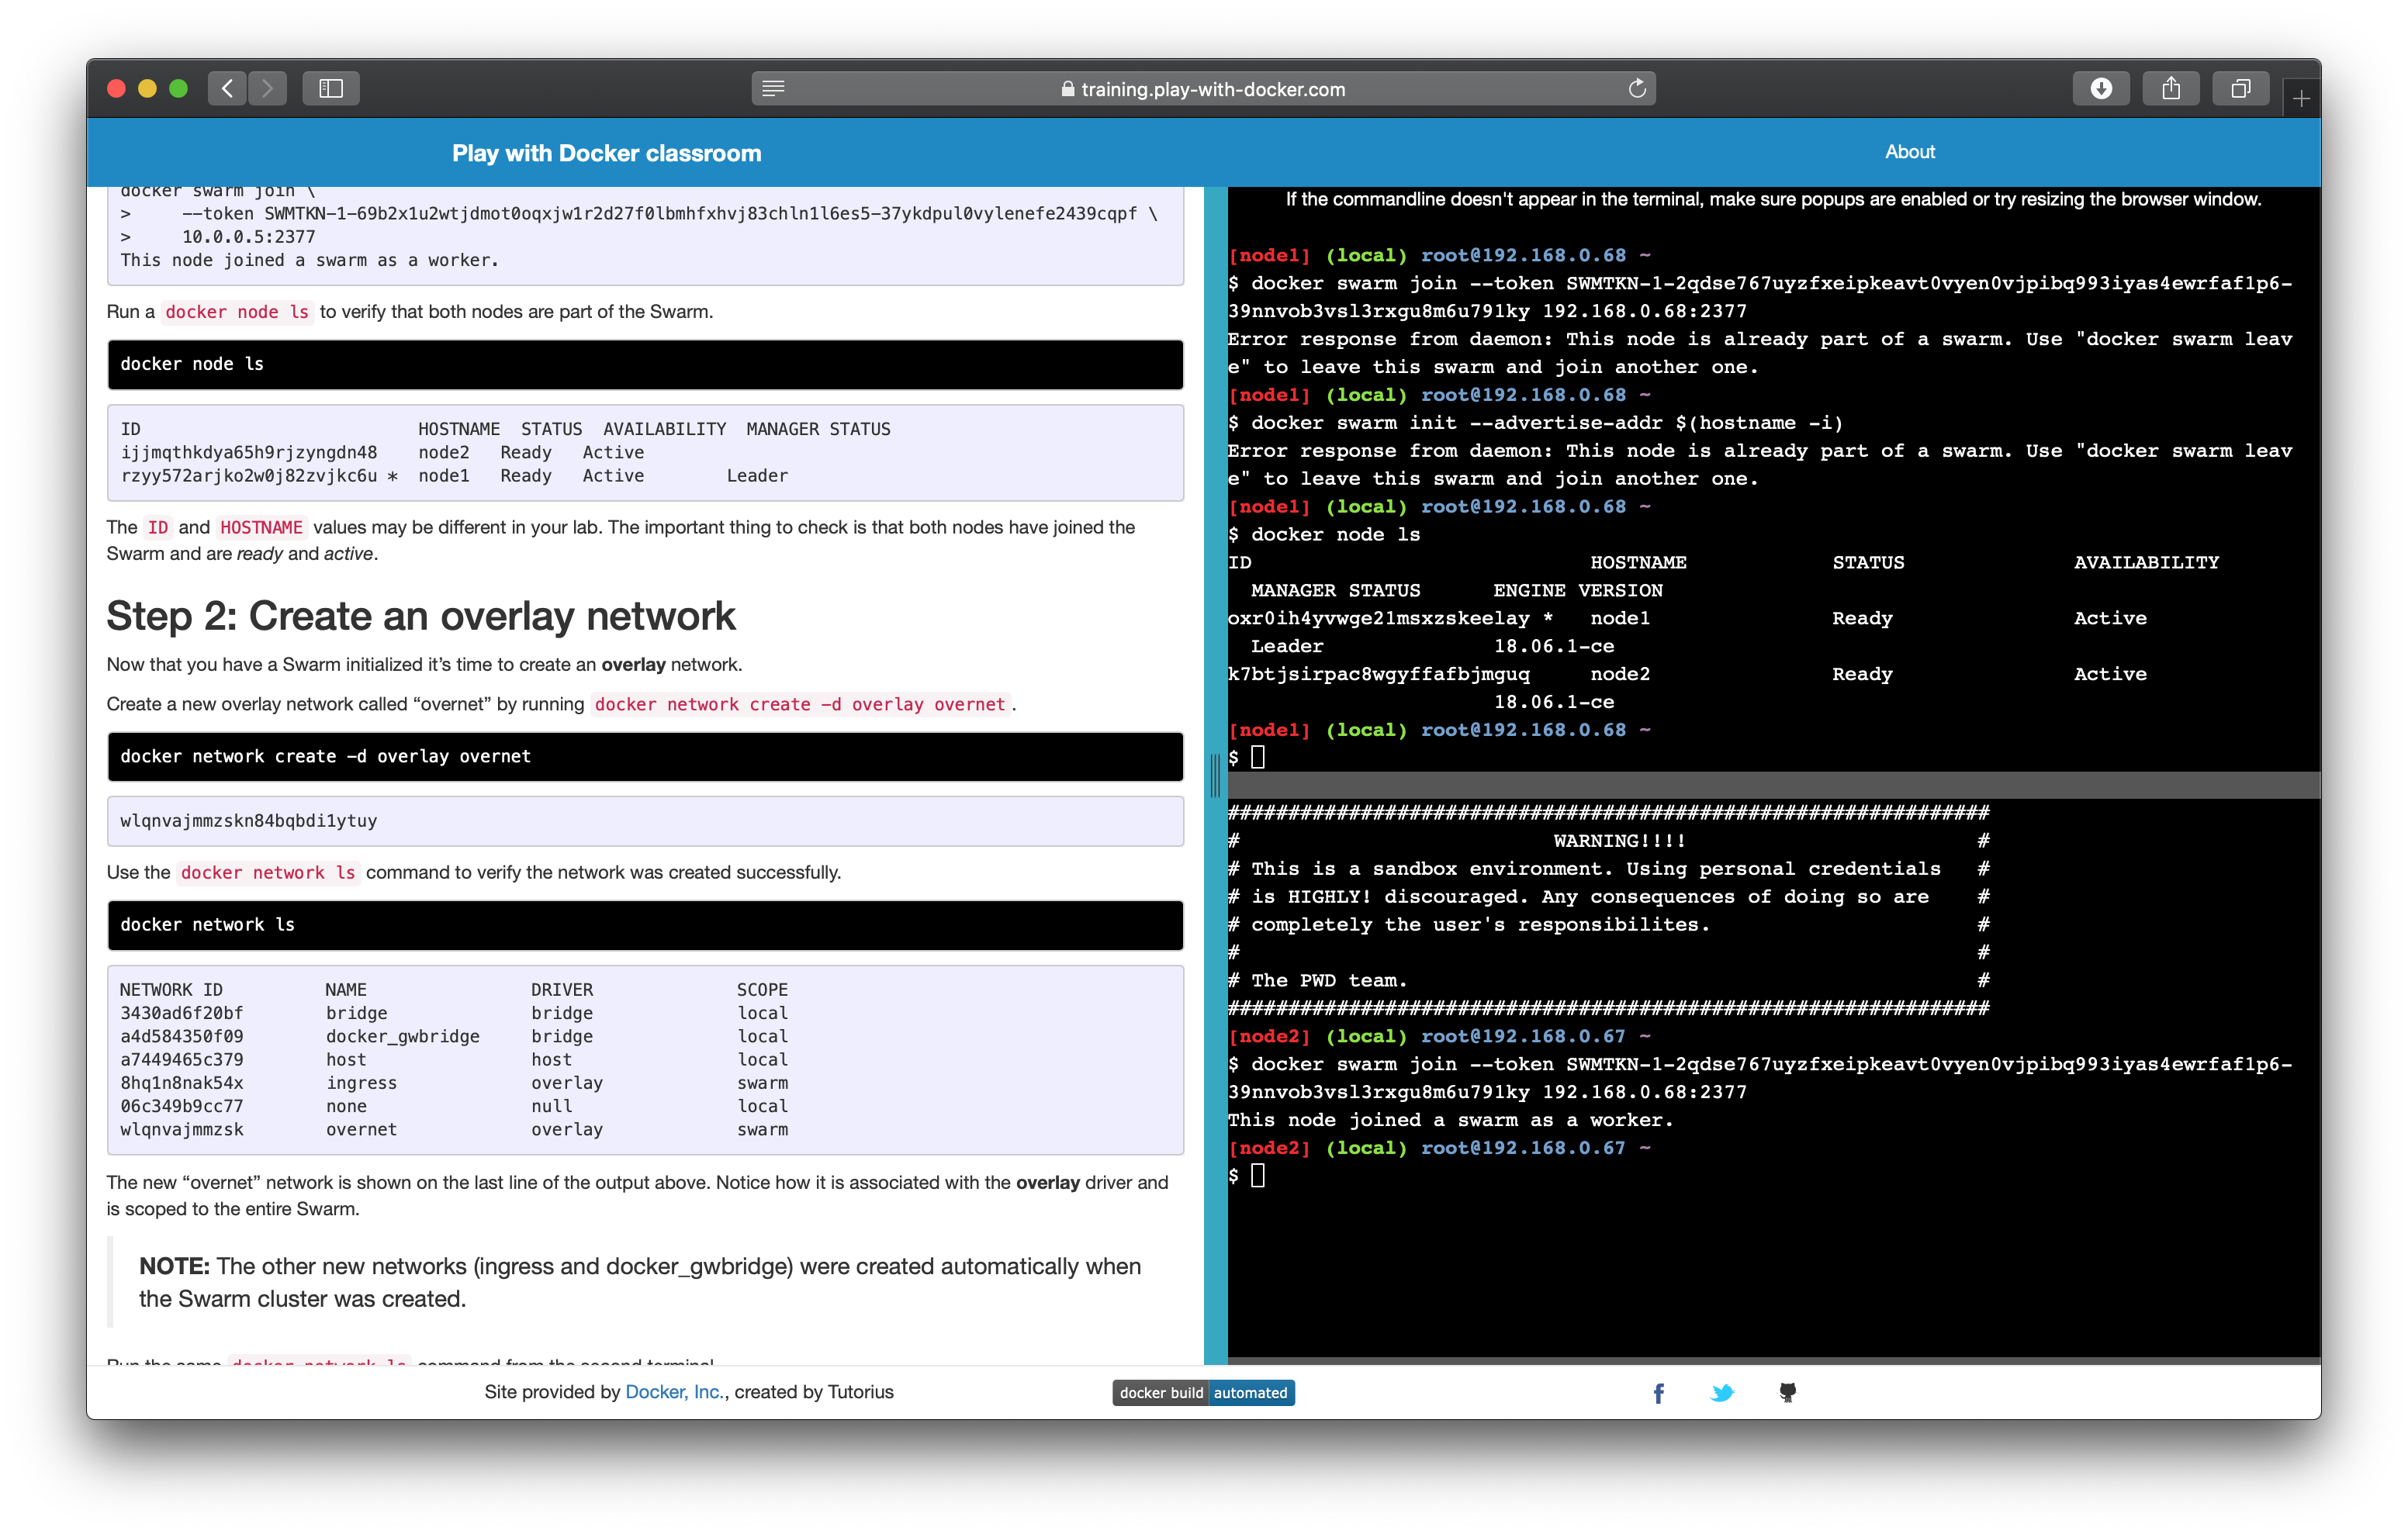 training.play-with-docker.com
Play with Docker classroom
About
docker swarm join \
>     --token SWMTKN-1-69b2x1u2wtjdmot0oqxjw1r2d27f0lbmhfxhvj83chln1l6es5-37ykdpul0vylenefe2439cqpf \
>     10.0.0.5:2377
This node joined a swarm as a worker.
Run a docker node ls to verify that both nodes are part of the Swarm.
docker node ls
ID HOSTNAME STATUS AVAILABILITY MANAGER STATUS
ijjmqthkdya65h9rjzyngdn48 node2 Ready Active
rzyy572arjko2w0j82zvjkc6u * node1 Ready Active Leader
The ID and HOSTNAME values may be different in your lab. The important thing to check is that both nodes have joined the
Swarm and are ready and active.
Step 2: Create an overlay network
Now that you have a Swarm initialized it’s time to create an overlay network.
Create a new overlay network called “overnet” by running docker network create -d overlay overnet .
docker network create -d overlay overnet
wlqnvajmmzskn84bqbdi1ytuy
Use the docker network ls command to verify the network was created successfully.
docker network ls
NETWORK ID NAME DRIVER SCOPE
3430ad6f20bf bridge bridge local
a4d584350f09 docker_gwbridge bridge local
a7449465c379 host host local
8hq1n8nak54x ingress overlay swarm
06c349b9cc77 none null local
wlqnvajmmzsk overnet overlay swarm
The new “overnet” network is shown on the last line of the output above. Notice how it is associated with the overlay driver and
is scoped to the entire Swarm.
NOTE: The other new networks (ingress and docker_gwbridge) were created automatically when
the Swarm cluster was created.
Run the same docker network ls command from the second terminal
If the commandline doesn't appear in the terminal, make sure popups are enabled or try resizing the browser window.
[node1] (local) root@192.168.0.68 ~
$ docker swarm join --token SWMTKN-1-2qdse767uyzfxeipkeavt0vyen0vjpibq993iyas4ewrfaf1p6-
39nnvob3vsl3rxgu8m6u79lky 192.168.0.68:2377
Error response from daemon: This node is already part of a swarm. Use "docker swarm leav
e" to leave this swarm and join another one.
[node1] (local) root@192.168.0.68 ~
$ docker swarm init --advertise-addr $(hostname -i)
Error response from daemon: This node is already part of a swarm. Use "docker swarm leav
e" to leave this swarm and join another one.
[node1] (local) root@192.168.0.68 ~
$ docker node ls
ID HOSTNAME STATUS AVAILABILITY
MANAGER STATUS ENGINE VERSION
oxr0ih4yvwge2lmsxzskeelay * node1 Ready Active
Leader 18.06.1-ce
k7btjsirpac8wgyffafbjmguq node2 Ready Active
18.06.1-ce
[node1] (local) root@192.168.0.68 ~
$
###############################################################
# WARNING!!!! #
# This is a sandbox environment. Using personal credentials #
# is HIGHLY! discouraged. Any consequences of doing so are #
# completely the user's responsibilites. #
# #
# The PWD team. #
###############################################################
[node2] (local) root@192.168.0.67 ~
$ docker swarm join --token SWMTKN-1-2qdse767uyzfxeipkeavt0vyen0vjpibq993iyas4ewrfaf1p6-
39nnvob3vsl3rxgu8m6u79lky 192.168.0.68:2377
This node joined a swarm as a worker.
[node2] (local) root@192.168.0.67 ~
$
Site provided by Docker, Inc., created by Tutorius
docker build automated